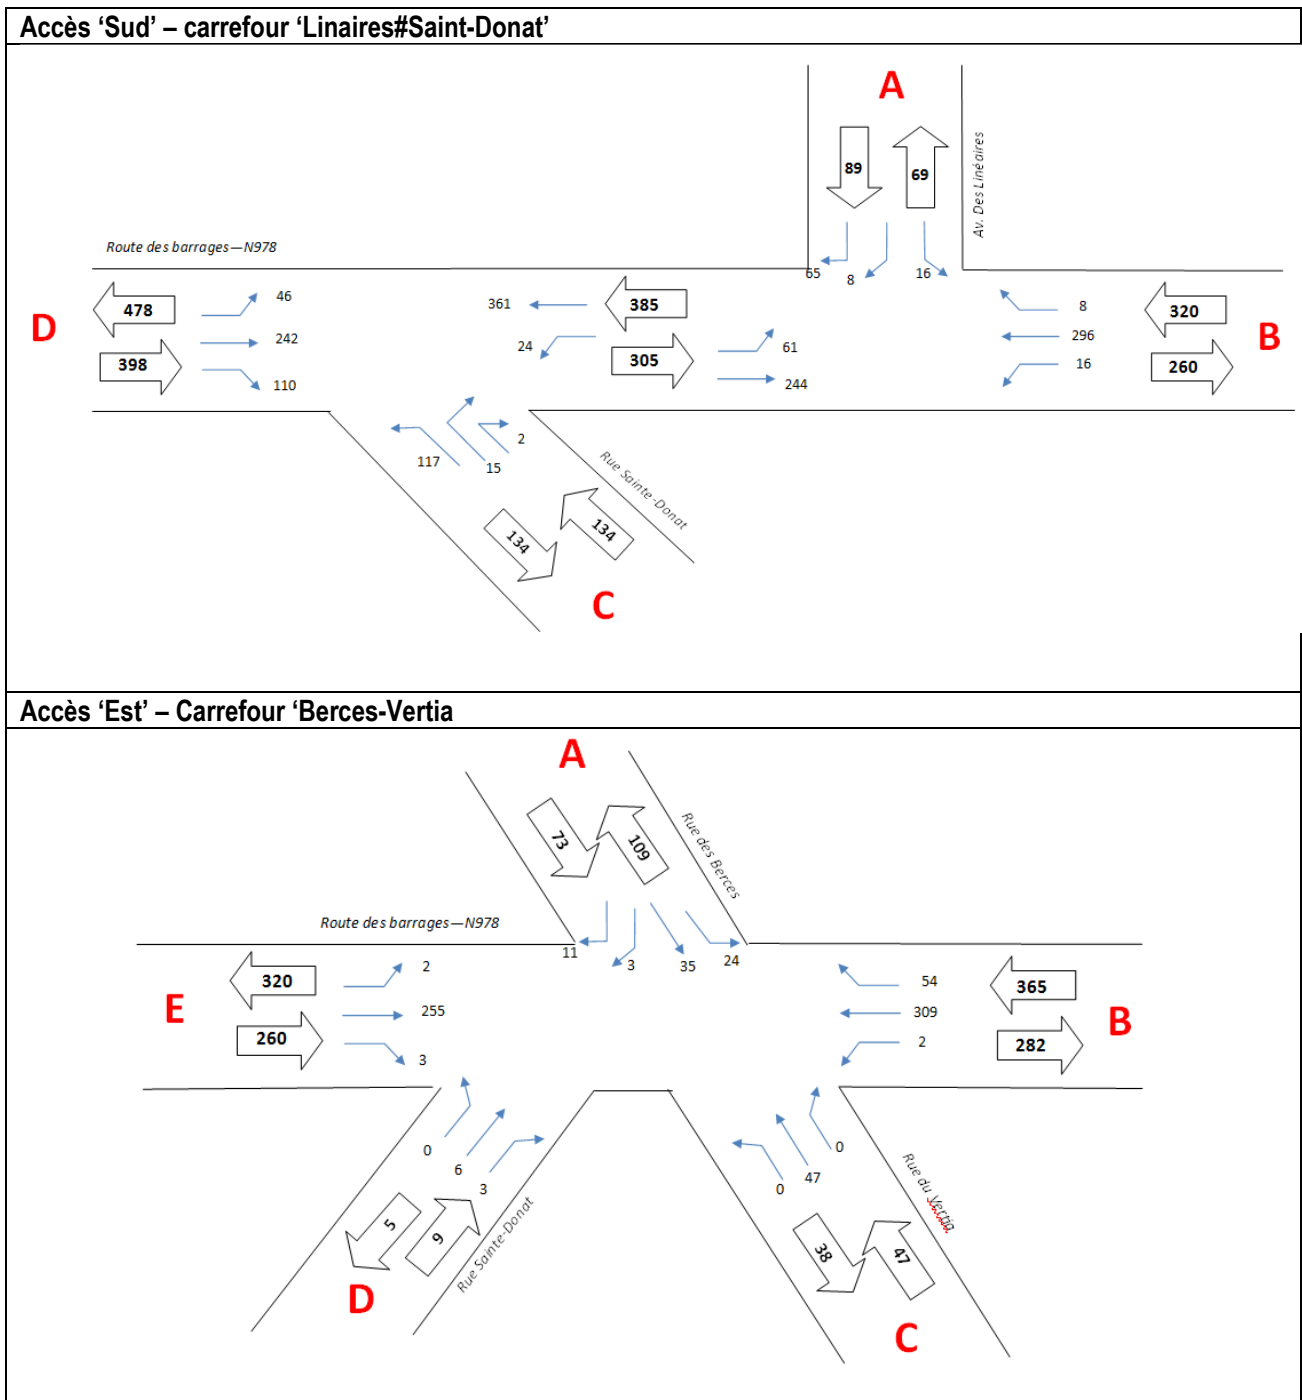 Accès ‘Sud’ – carrefour ‘Linaires#Saint-Donat’
A
89
69
Av. Des Linéaires
Route des barrages—N978
65
8
16
D
478
398
46
242
110
361
24
385
305
61
244
8
296
16
320
260
B
117
15
2
Rue Sainte-Donat
134
134
C
Accès ‘Est’ – Carrefour ‘Berces-Vertia
A
73
109
Rue des Berces
Route des barrages—N978
11
3
35
24
E
320
260
2
255
3
54
309
2
365
282
B
0
6
3
5
9
Rue Sainte-Donat
D
0
47
0
Rue du Vertia
38
47
C